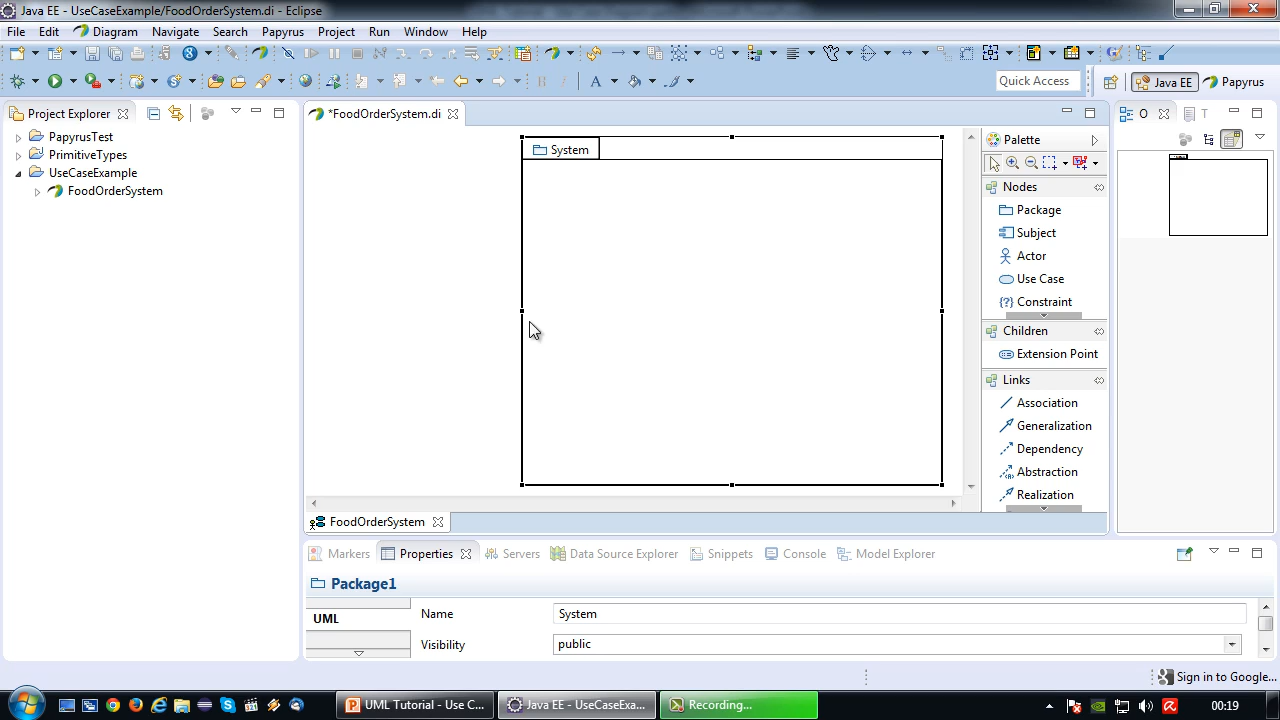 Java EE - UseCaseExample/FoodOrderSystem.di - Eclipse
File Edit Diagram Navigate Search Papyrus Project Run Window Help
Quick Access Java EE Papyrus
Project Explorer
PapyrusTest
PrimitiveTypes
UseCaseExample
FoodOrderSystem
*FoodOrderSystem.di
System
FoodOrderSystem
Palette
Nodes
Package
Subject
Actor
Use Case
Constraint
Children
Extension Point
Links
Association
Generalization
Dependency
Abstraction
Realization
O T
Markers Properties Servers Data Source Explorer Snippets Console Model Explorer
Package1
UML
Name System
Visibility public
Sign in to Google...
UML Tutorial - Use C... Java EE - UseCaseExa... Recording... 00:19